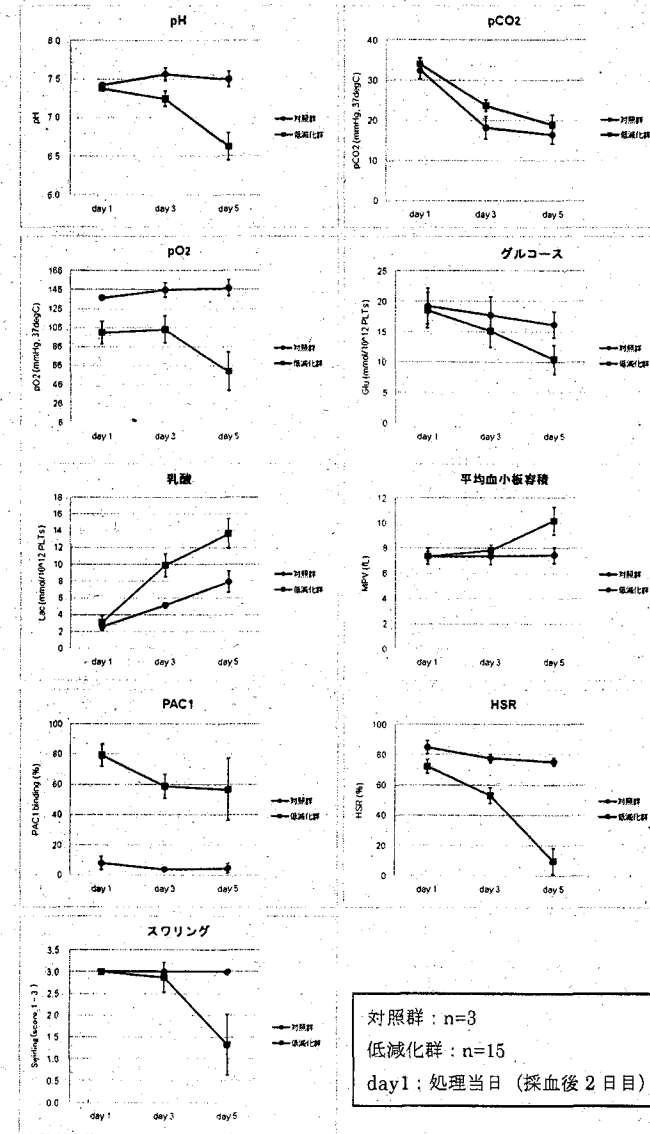 pH
8.0
7.5
7.0
6.5
6.0
pH
day 1
day 3
day 5
対照群
低減化群
pCO2
40
30
20
10
0
pCO2 (mmHg, 37degC)
day 1
day 3
day 5
対照群
低減化群
pO2
145
125
105
85
pO2 (mmHg, 37degC)
day 1
day 3
day 5
対照群
低減化群
グルコース
25
20
15
10
5
0
Glu (mmol/10^12 PLTs)
day 1
day 3
day 5
対照群
低減化群
乳酸
18
16
14
12
10
8
6
4
2
0
Lac (mmol/10^12 PLTs)
day 1
day 3
day 5
対照群
低減化群
平均血小板容積
12
10
8
6
4
2
0
MPV (fL)
day 1
day 3
day 5
対照群
低減化群
PAC1
100
80
60
40
20
0
PAC1 binding (%)
day 1
day 3
day 5
対照群
低減化群
HSR
100
80
60
40
20
0
HSR (%)
day 1
day 3
day 5
対照群
低減化群
スワリング
3.5
3.0
2.5
2.0
1.5
1.0
0.5
0.0
Swirling (score, 1-3)
day 1
day 3
day 5
対照群
低減化群
対照群：n=3
低減化群：n=15
day1：処理当日（採血後 2 日目）